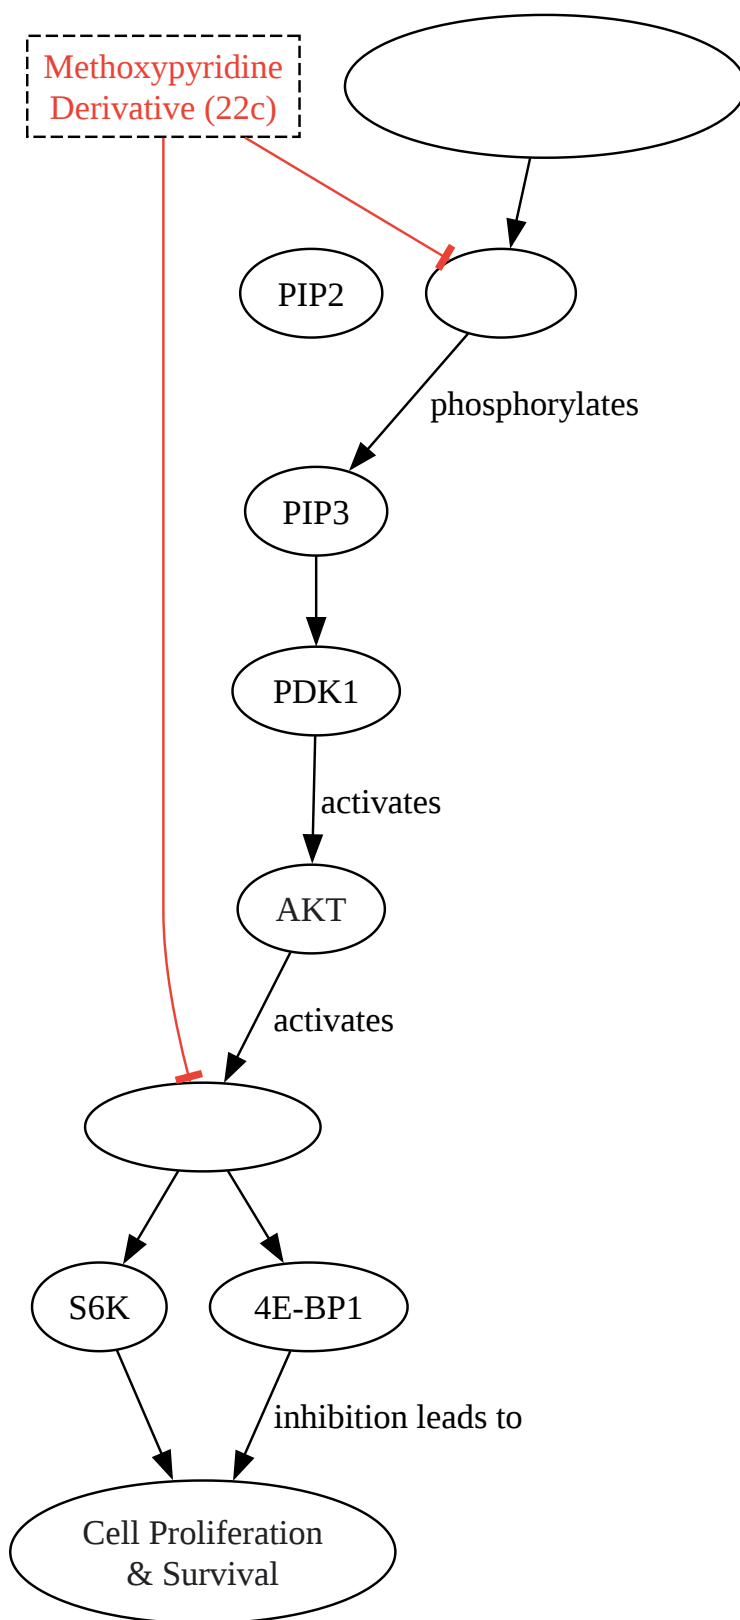 Methoxypyridine
Derivative (22c)
PIP2
phosphorylates
PIP3
PDK1
activates
AKT
activates
S6K
4E-BP1
inhibition leads to
Cell Proliferation
& Survival